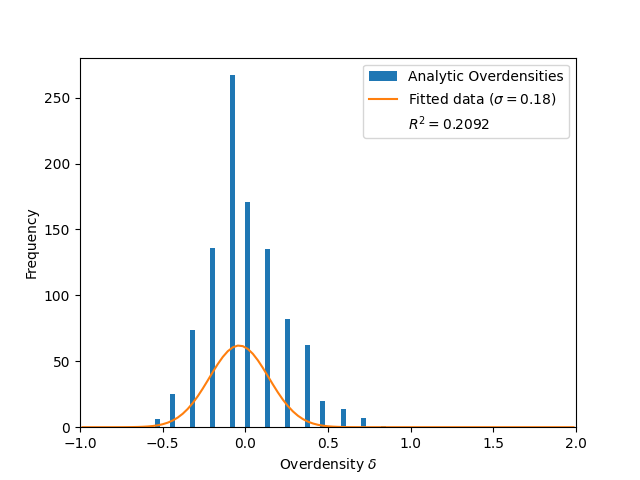 Analytic Overdensities
Fitted data (σ = 0.18)
R² = 0.2092
Frequency
250
200
150
100
50
0
−1.0 −0.5 0.0 0.5 1.0 1.5 2.0
Overdensity δ